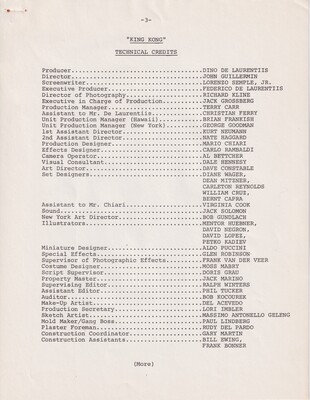 -3-
"KING KONG"
TECHNICAL CREDITS
Producer..............................DINO DE LAURENTIIS
Director..............................JOHN GUILLERMIN
Screenwriter..........................LORENZO SEMPLE, JR.
Executive Producer....................FEDERICO DE LAURENTIIS
Director of Photography...............RICHARD KLINE
Executive in Charge of Production.....JACK GROSSBERG
Production Manager....................TERRY CARR
Assistant to Mr. De Laurentiis........CHRISTIAN FERRY
Unit Production Manager (Hawaii)......BRIAN FRANKISH
Unit Production Manager (New York)....GEORGE GOODMAN
1st Assistant Director................KURT NEUMANN
2nd Assistant Director................NATE HAGGARD
Production Designer...................MARIO CHIARI
Effects Designer......................CARLO RAMBALDI
Camera Operator.......................AL BETTCHER
Visual Consultant.....................DALE HENNESY
Art Director..........................DAVE CONSTABLE
Set Designers.........................DIANE WAGER,
DEAN MITZNER,
CARLETON REYNOLDS
WILLIAM CRUZ,
BERNT CAPRA
Assistant to Mr. Chiari...............VIRGINIA COOK
Sound.................................JACK SOLOMON
New York Art Director.................BOB GUNDLACH
Illustrators..........................MENTOR HUEBNER,
DAVID NEGRON,
DAVID LOPEZ,
PETKO KADIEV
Miniature Designer....................ALDO PUCCINI
Special Effects.......................GLEN ROBINSON
Supervisor of Photographic Effects....FRANK VAN DER VEER
Costume Designer......................MOSS MABRY
Script Supervisor.....................DORIS GRAU
Property Master.......................JACK MARINO
Supervising Editor....................RALPH WINTERS
Assistant Editor......................PHIL TUCKER
Auditor...............................BOB KOCOUREK
Make-Up Artist........................DEL ACEVEDO
Production Secretary..................LORI IMBLER
Sketch Artist.........................MASSIMO ANTONELLO GELENG
Mold Maker/Gang Boss..................PAUL LINDBERG
Plaster Foreman.......................RUDY DEL PARDO
Construction Coordinator..............GARY MARTIN
Construction Assistants...............BILL EWING,
FRANK BONNER
(More)